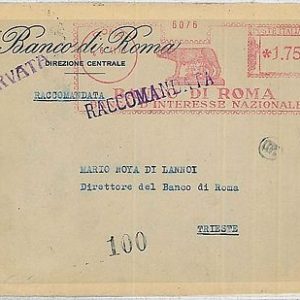 6076
Banco di Roma
POSTE ITALIANE
*1.75
DIREZIONE CENTRALE
RACCOMANDATA
RACCOMANDATA
BANCO DI ROMA
D'INTERESSE NAZIONALE
MARIO MOYA DI LANNOI
Direttore del Banco di Roma
TRIESTE
100